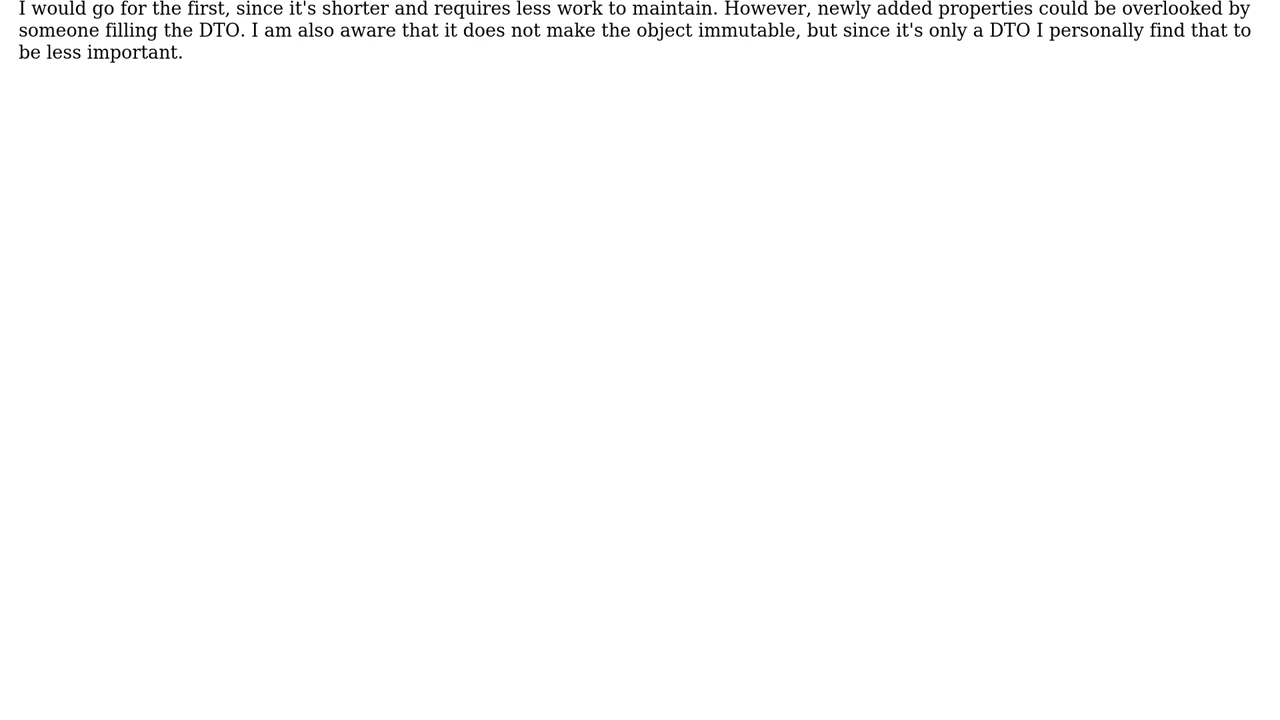 I would go for the first, since it's shorter and requires less work to maintain. However, newly added properties could be overlooked by
someone filling the DTO. I am also aware that it does not make the object immutable, but since it's only a DTO I personally find that to
be less important.